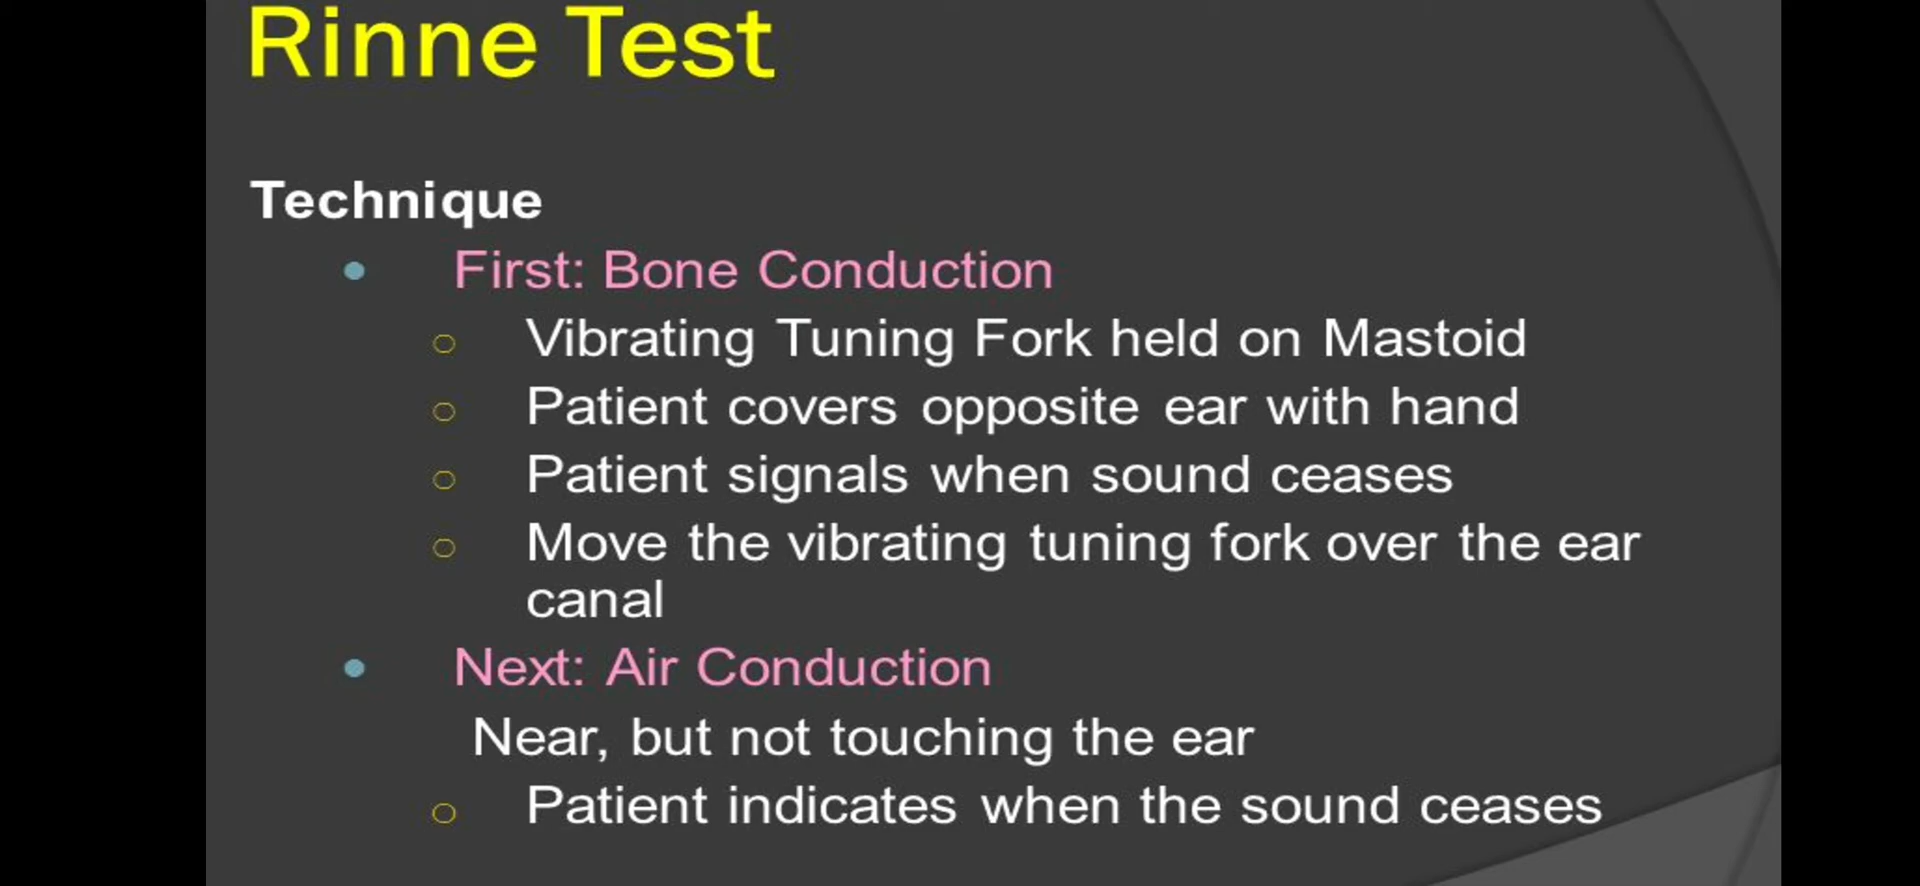 Rinne Test
Technique
First: Bone Conduction
Vibrating Tuning Fork held on Mastoid
Patient covers opposite ear with hand
Patient signals when sound ceases
Move the vibrating tuning fork over the ear
canal
Next: Air Conduction
Near, but not touching the ear
Patient indicates when the sound ceases